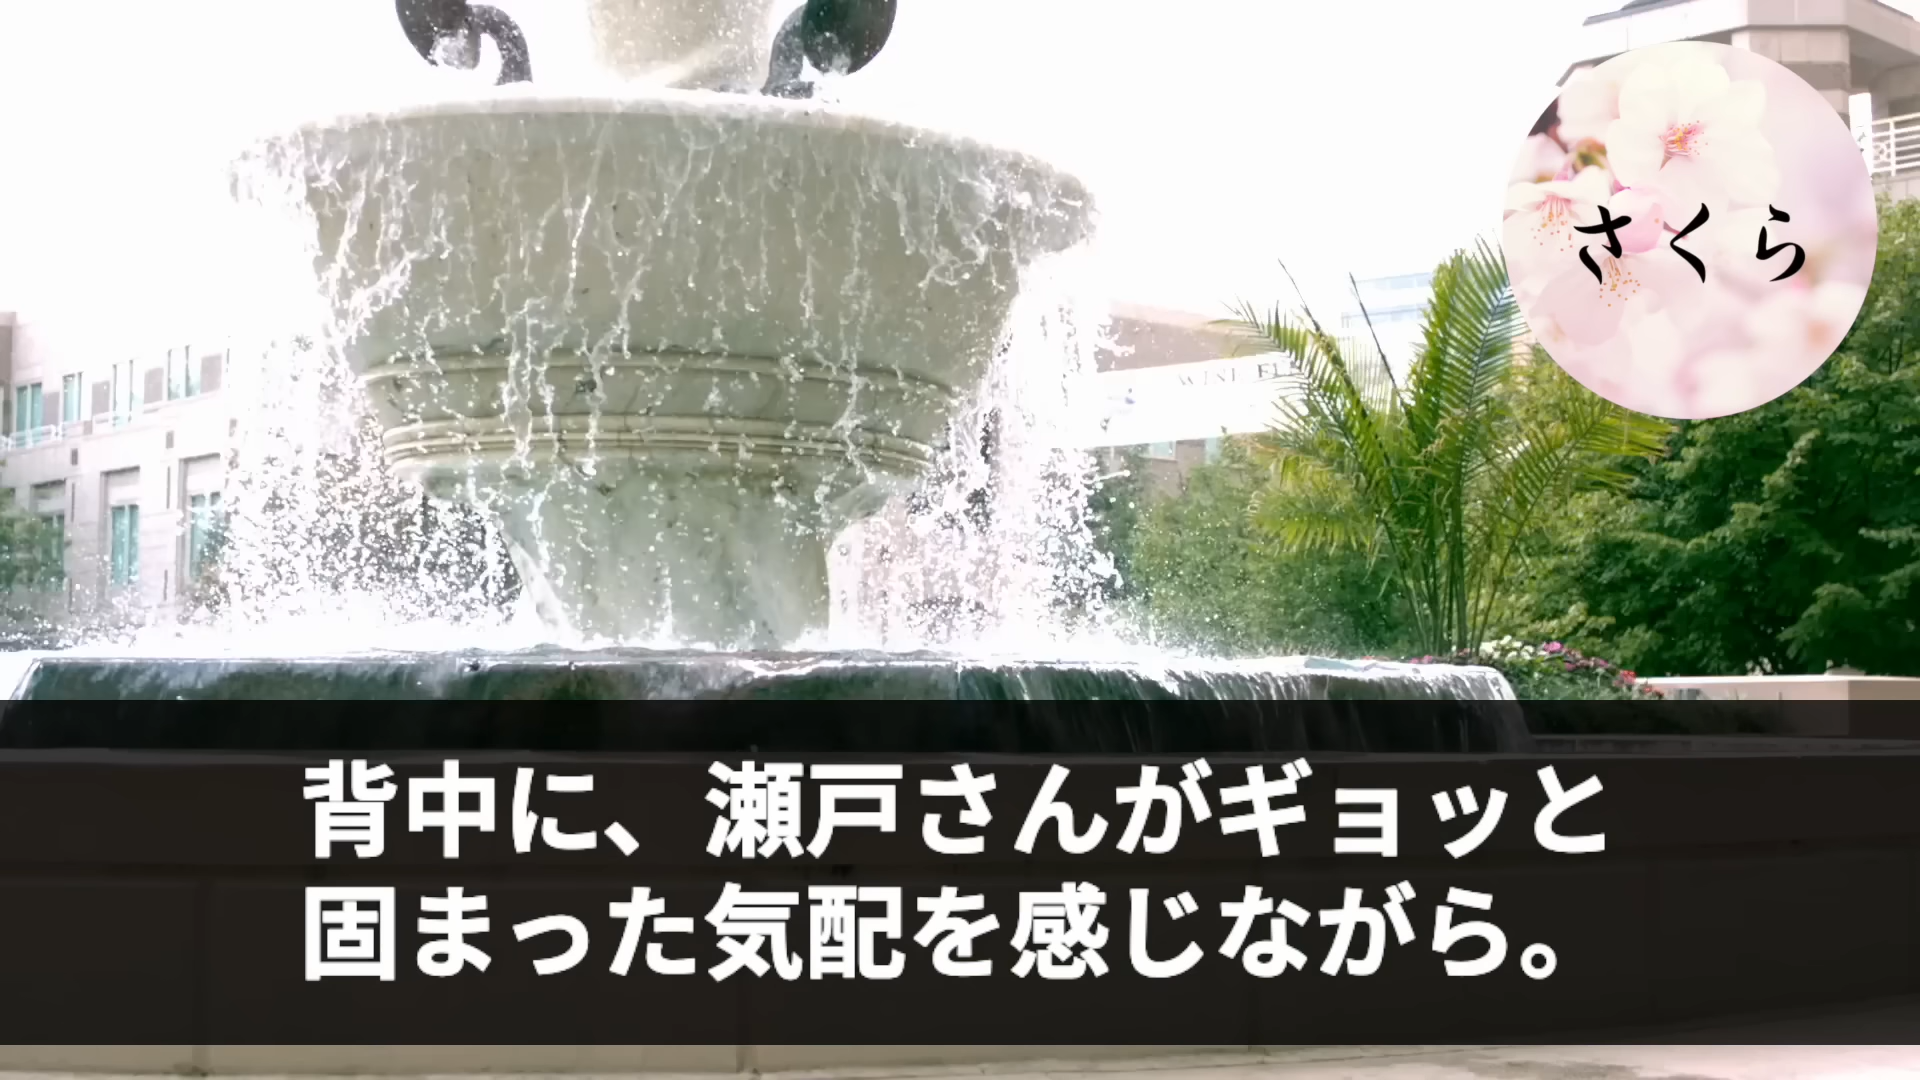 さくら
背中に、瀬戸さんがギョッと
固まった気配を感じながら。